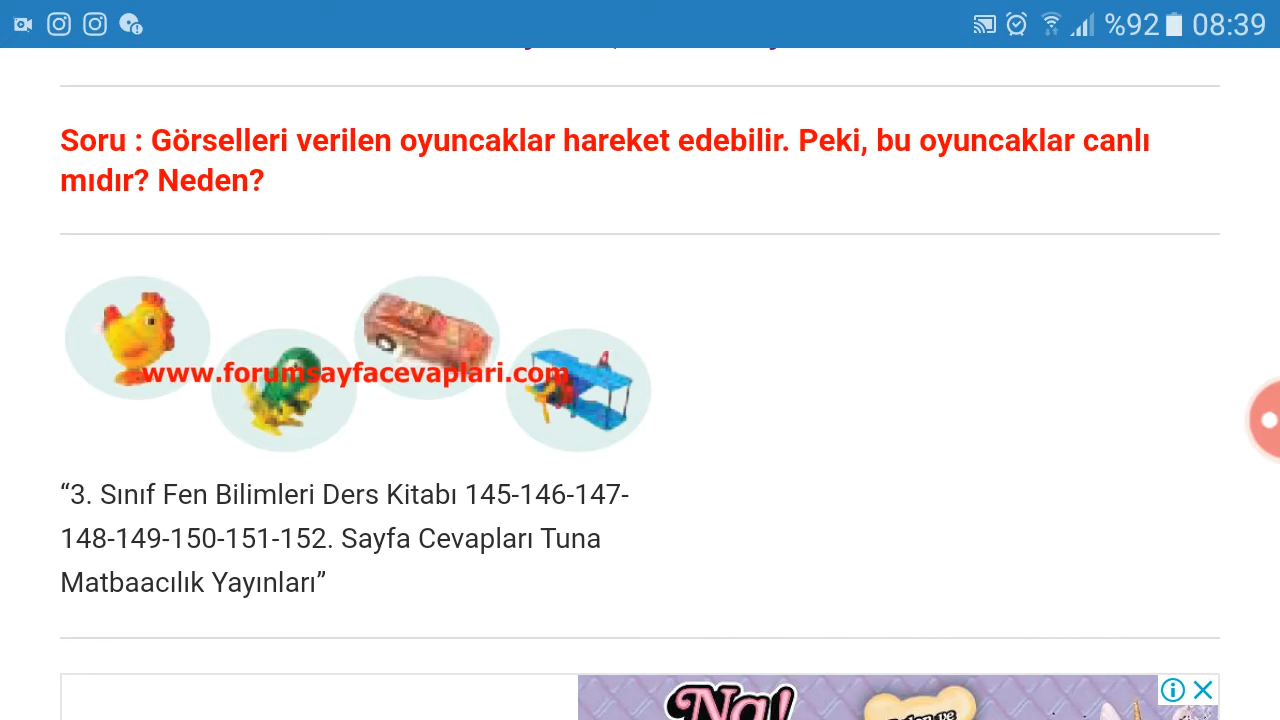 %92 08:39
Soru : Görselleri verilen oyuncaklar hareket edebilir. Peki, bu oyuncaklar canlı
mıdır? Neden?
www.forumsayfacevaplari.com
“3. Sınıf Fen Bilimleri Ders Kitabı 145-146-147-
148-149-150-151-152. Sayfa Cevapları Tuna
Matbaacılık Yayınları”
Na!